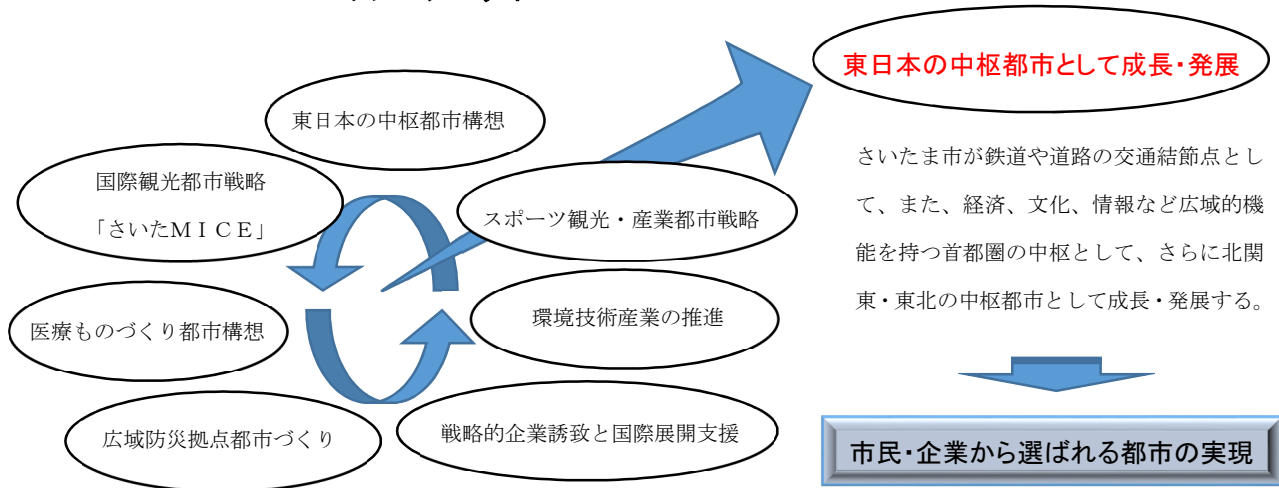 東日本の中枢都市構想
国際観光都市戦略
「さいたＭＩＣＥ」
スポーツ観光・産業都市戦略
医療ものづくり都市構想
環境技術産業の推進
広域防災拠点都市づくり
戦略的企業誘致と国際展開支援
東日本の中枢都市として成長・発展
さいたま市が鉄道や道路の交通結節点とし
て、また、経済、文化、情報など広域的機
能を持つ首都圏の中枢として、さらに北関
東・東北の中枢都市として成長・発展する。
市民・企業から選ばれる都市の実現